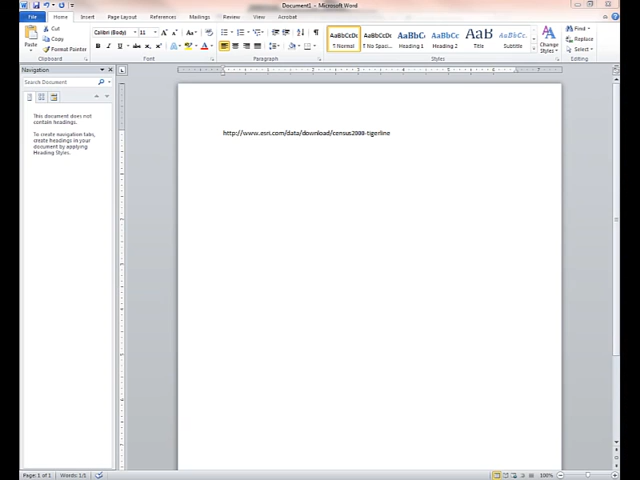 Document1 - Microsoft Word
File Home Insert Page Layout References Mailings Review View Acrobat
Paste
Cut
Copy
Format Painter
Clipboard
Calibri (Body) 11
Font
Paragraph
AaBbCcDc AaBbCcDc AaBbC AaBbCc AaB AaBbCc.
¶ Normal ¶ No Spaci... Heading 1 Heading 2 Title Subtitle
Change Styles
Styles
Find
Replace
Select
Editing
Navigation
Search Document
This document does not
contain headings.
To create navigation tabs,
create headings in your
document by applying
Heading Styles.
http://www.esri.com/data/download/census2000-tigerline
Page: 1 of 1 Words: 1/1
100%